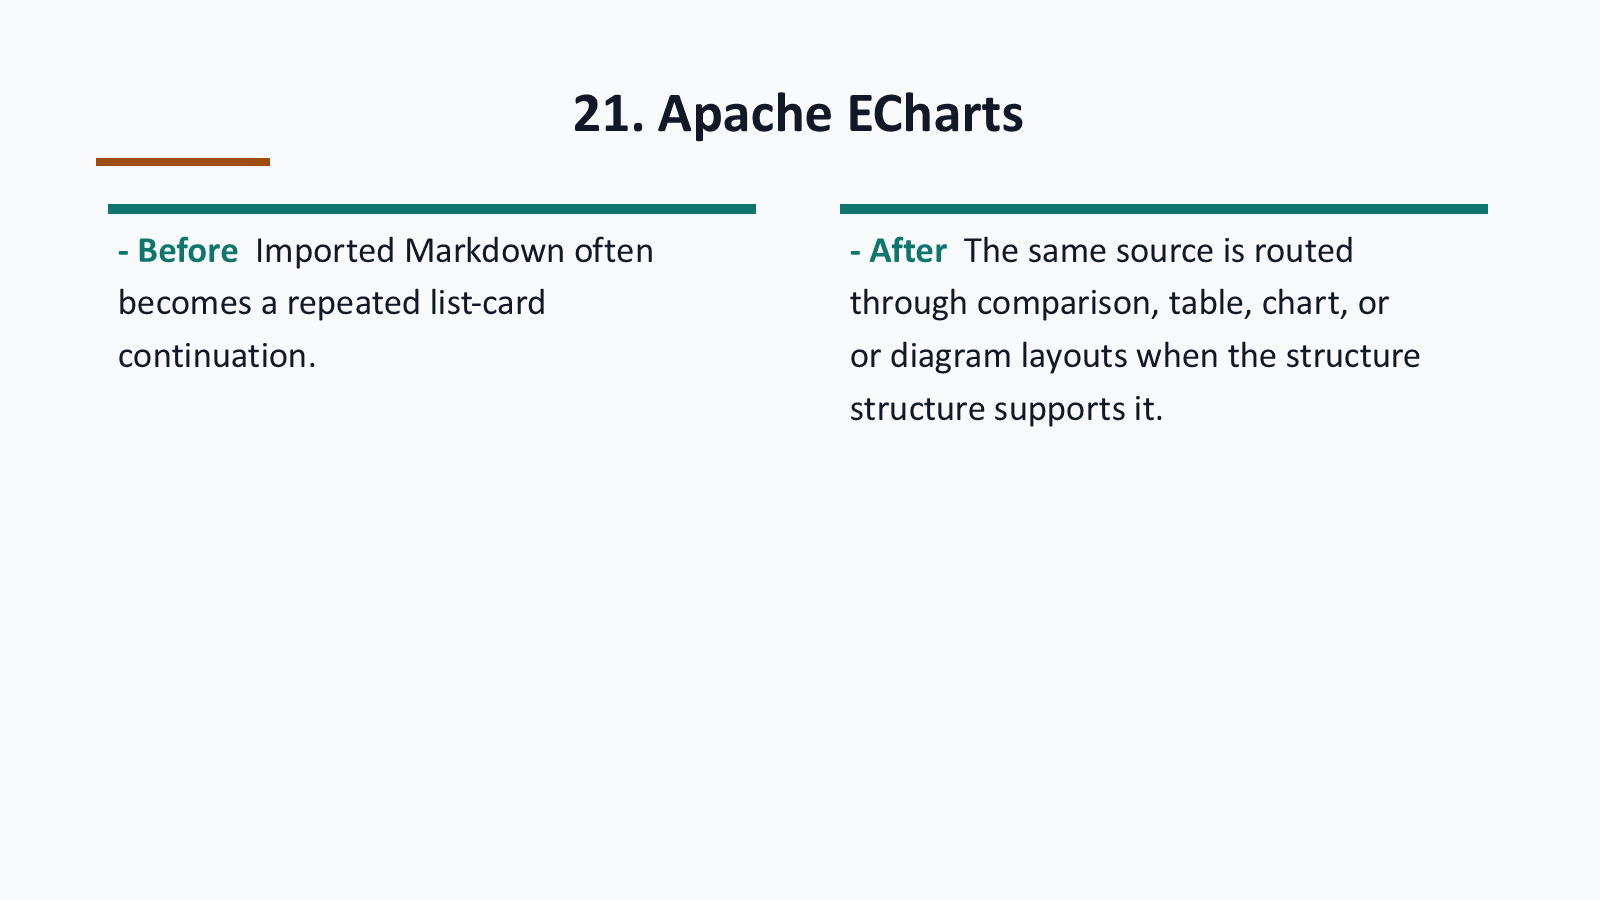 21. Apache ECharts
- Before  Imported Markdown often
becomes a repeated list-card
continuation.
- After  The same source is routed
through comparison, table, chart, or
or diagram layouts when the structure
structure supports it.